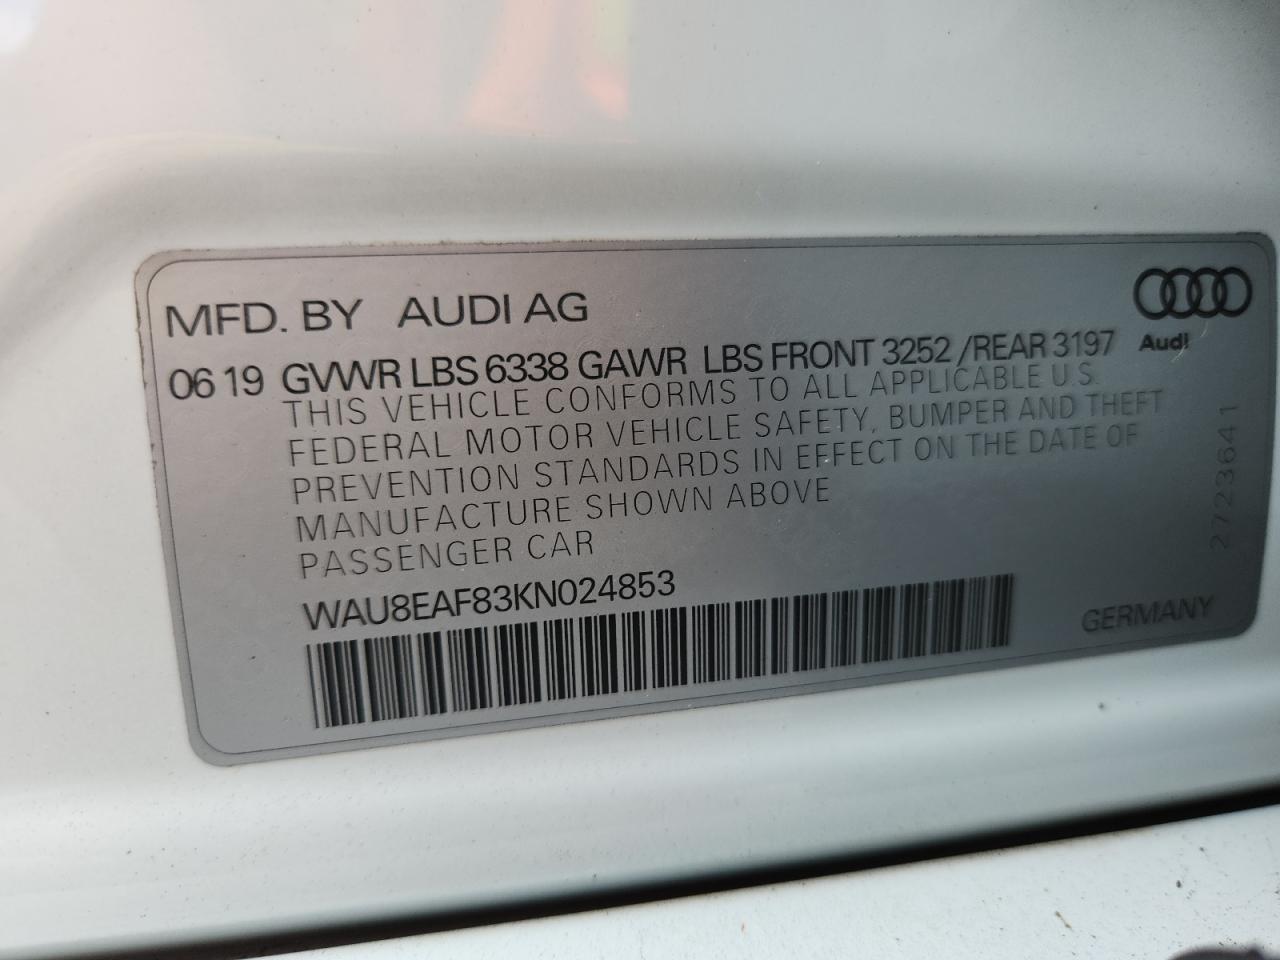 MFD. BY AUDI AG
06 19 GVWR LBS 6338 GAWR LBS FRONT 3252 /REAR 3197
Audi
THIS VEHICLE CONFORMS TO ALL APPLICABLE U.S.
FEDERAL MOTOR VEHICLE SAFETY, BUMPER AND THEFT
PREVENTION STANDARDS IN EFFECT ON THE DATE OF
MANUFACTURE SHOWN ABOVE
PASSENGER CAR
WAU8EAF83KN024853
GERMANY
2723641